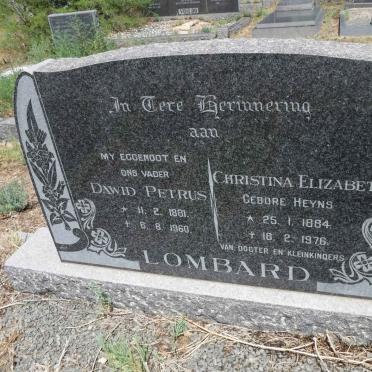 In Tere Herinnering
aan
MY EGGENOOT EN
ONS VADER
DAWID PETRUS
* 11. 2. 1881.
+ 6. 8. 1960
CHRISTINA ELIZABET
GEBORE HEYNS
* 25. 1. 1884
+ 16. 2. 1976.
VAN DOGTER EN KLEINKINDERS
LOMBARD